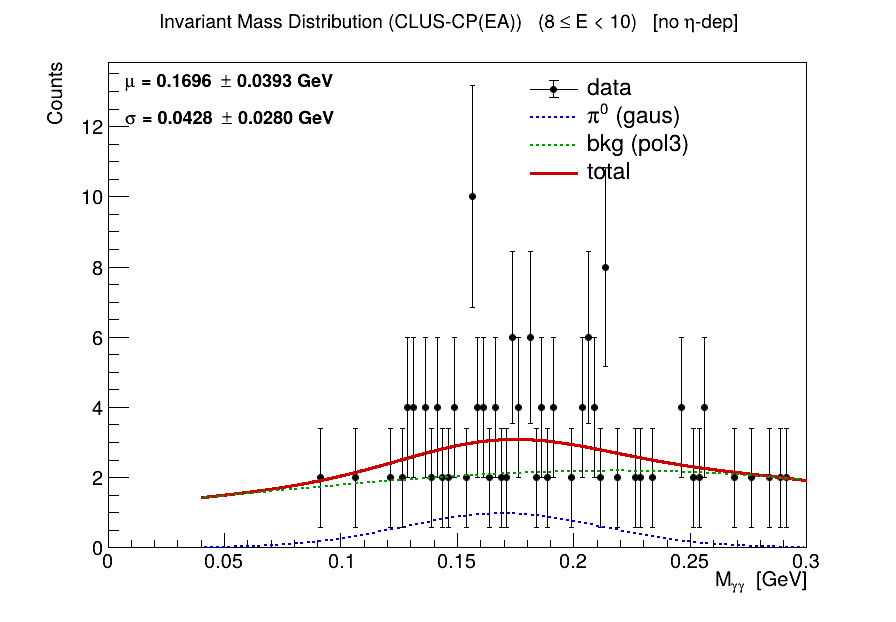 Invariant Mass Distribution (CLUS-CP(EA)) (8 ≤ E < 10) [no η-dep]
Counts
μ = 0.1696 ± 0.0393 GeV
σ = 0.0428 ± 0.0280 GeV
data
π⁰ (gaus)
bkg (pol3)
total
12
10
8
6
4
2
0
0 0.05 0.1 0.15 0.2 0.25 0.3
M_γγ [GeV]